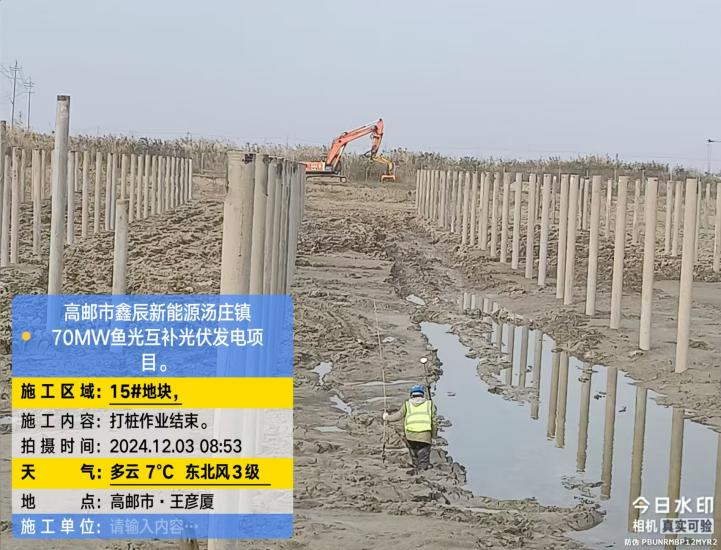 高邮市鑫辰新能源汤庄镇
70MW鱼光互补光伏发电项
目。
施工区域：15#地块，
施工内容：打桩作业结束。
拍摄时间：2024.12.03 08:53
天气：多云 7℃ 东北风3级
地点：高邮市·王彦厦
施工单位：请输入内容…
今日水印
相机 真实可验
防伪 PBUNRM8P12MYR2